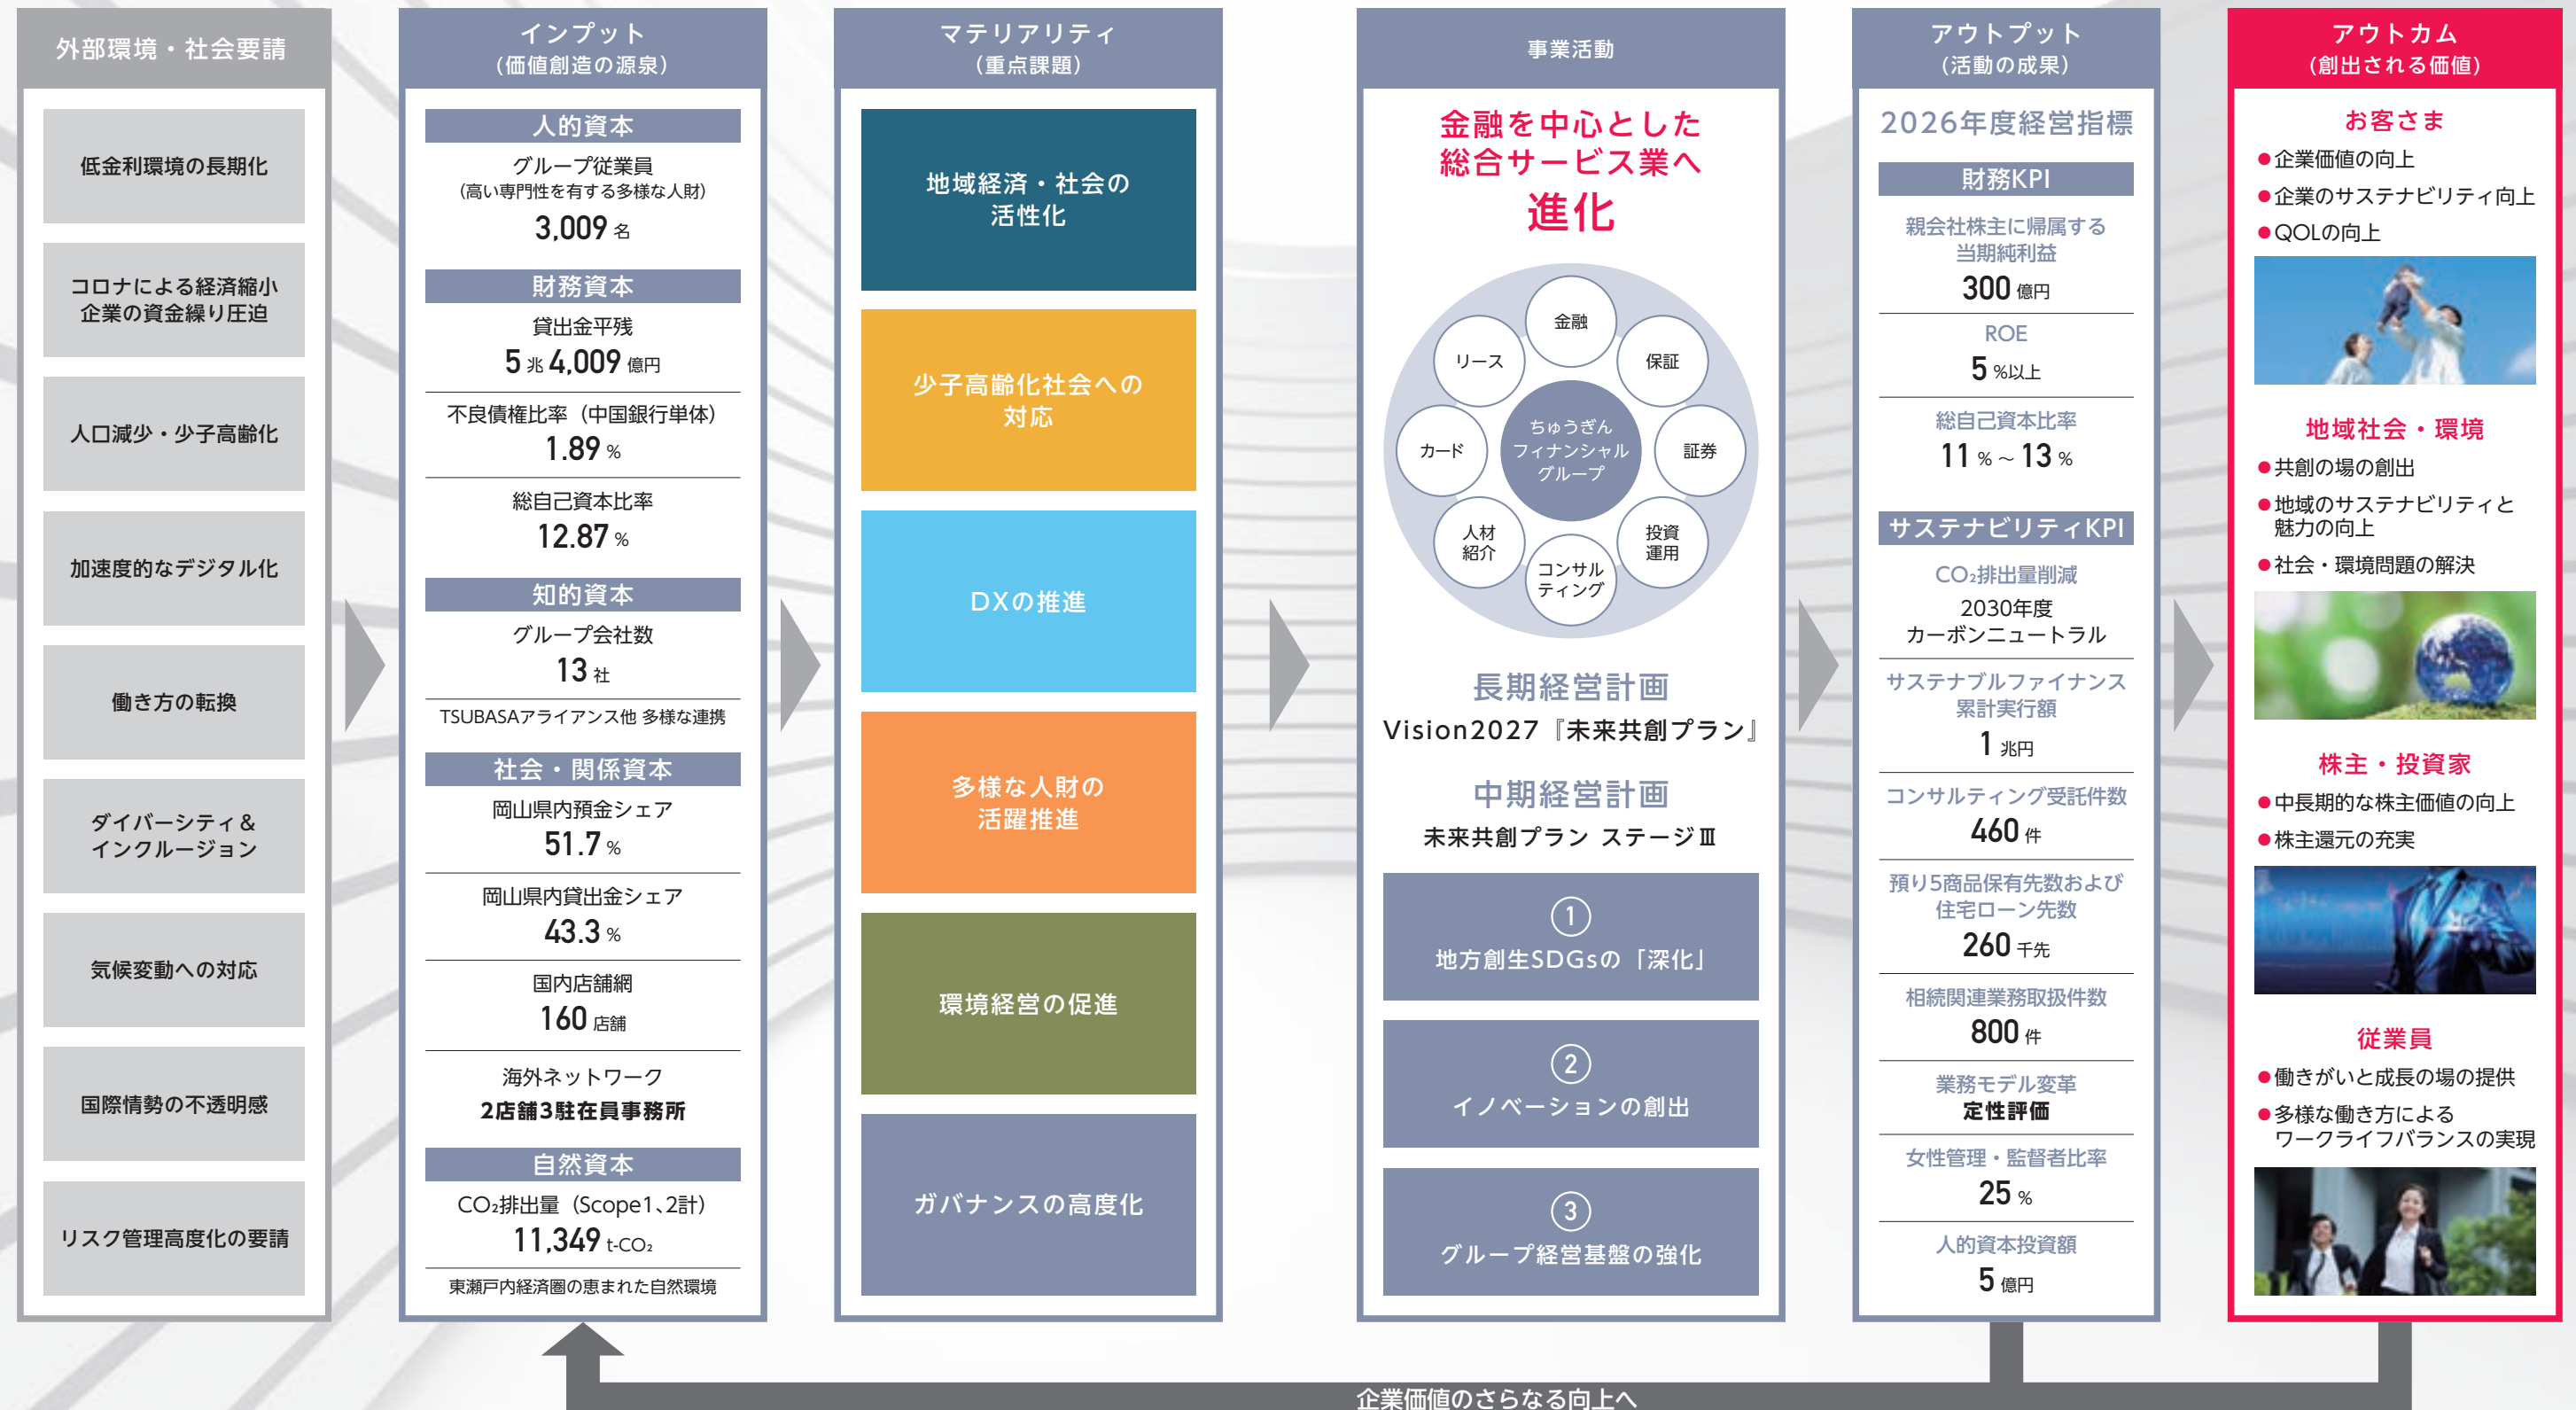 外部環境・社会要請
低金利環境の長期化
コロナによる経済縮小
企業の資金繰り圧迫
人口減少・少子高齢化
加速度的なデジタル化
働き方の転換
ダイバーシティ＆
インクルージョン
気候変動への対応
国際情勢の不透明感
リスク管理高度化の要請
インプット
（価値創造の源泉）
人的資本
グループ従業員
（高い専門性を有する多様な人財）
3,009 名
財務資本
貸出金平残
5 兆 4,009 億円
不良債権比率（中国銀行単体）
1.89 %
総自己資本比率
12.87 %
知的資本
グループ会社数
13 社
TSUBASAアライアンス他 多様な連携
社会・関係資本
岡山県内預金シェア
51.7 %
岡山県内貸出金シェア
43.3 %
国内店舗網
160 店舗
海外ネットワーク
2店舗3駐在員事務所
自然資本
CO₂排出量（Scope1、2計）
11,349 t-CO₂
東瀬戸内経済圏の恵まれた自然環境
マテリアリティ
（重点課題）
地域経済・社会の
活性化
少子高齢化社会への
対応
DXの推進
多様な人財の
活躍推進
環境経営の促進
ガバナンスの高度化
事業活動
金融を中心とした
総合サービス業へ
進化
金融
保証
証券
投資
運用
コンサル
ティング
人材
紹介
カード
リース
ちゅうぎん
フィナンシャル
グループ
長期経営計画
Vision2027『未来共創プラン』
中期経営計画
未来共創プラン ステージⅢ
①
地方創生SDGsの「深化」
②
イノベーションの創出
③
グループ経営基盤の強化
アウトプット
（活動の成果）
2026年度経営指標
財務KPI
親会社株主に帰属する
当期純利益
300 億円
ROE
5 %以上
総自己資本比率
11 % ～ 13 %
サステナビリティKPI
CO₂排出量削減
2030年度
カーボンニュートラル
サステナブルファイナンス
累計実行額
1 兆円
コンサルティング受託件数
460 件
預り5商品保有先数および
住宅ローン先数
260 千先
相続関連業務取扱件数
800 件
業務モデル変革
定性評価
女性管理・監督者比率
25 %
人的資本投資額
5 億円
アウトカム
（創出される価値）
お客さま
●企業価値の向上
●企業のサステナビリティ向上
●QOLの向上
地域社会・環境
●共創の場の創出
●地域のサステナビリティと
魅力の向上
●社会・環境問題の解決
株主・投資家
●中長期的な株主価値の向上
●株主還元の充実
従業員
●働きがいと成長の場の提供
●多様な働き方による
ワークライフバランスの実現
企業価値のさらなる向上へ